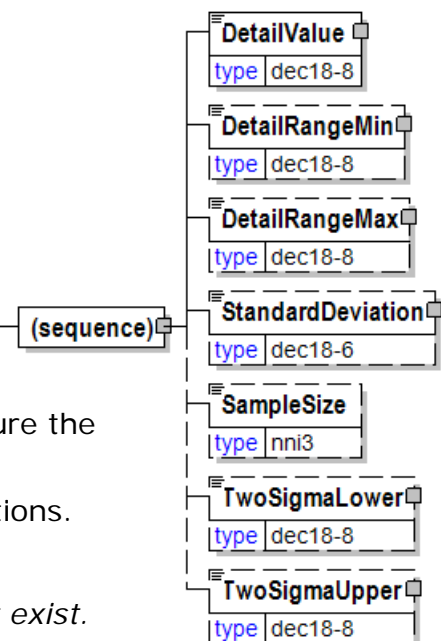 DetailValue
type dec18-8
DetailRangeMin
type dec18-8
DetailRangeMax
type dec18-8
StandardDeviation
type dec18-6
(sequence)
SampleSize
type nni3
TwoSigmaLower
type dec18-8
TwoSigmaUpper
type dec18-8
ure the
tions.
exist.